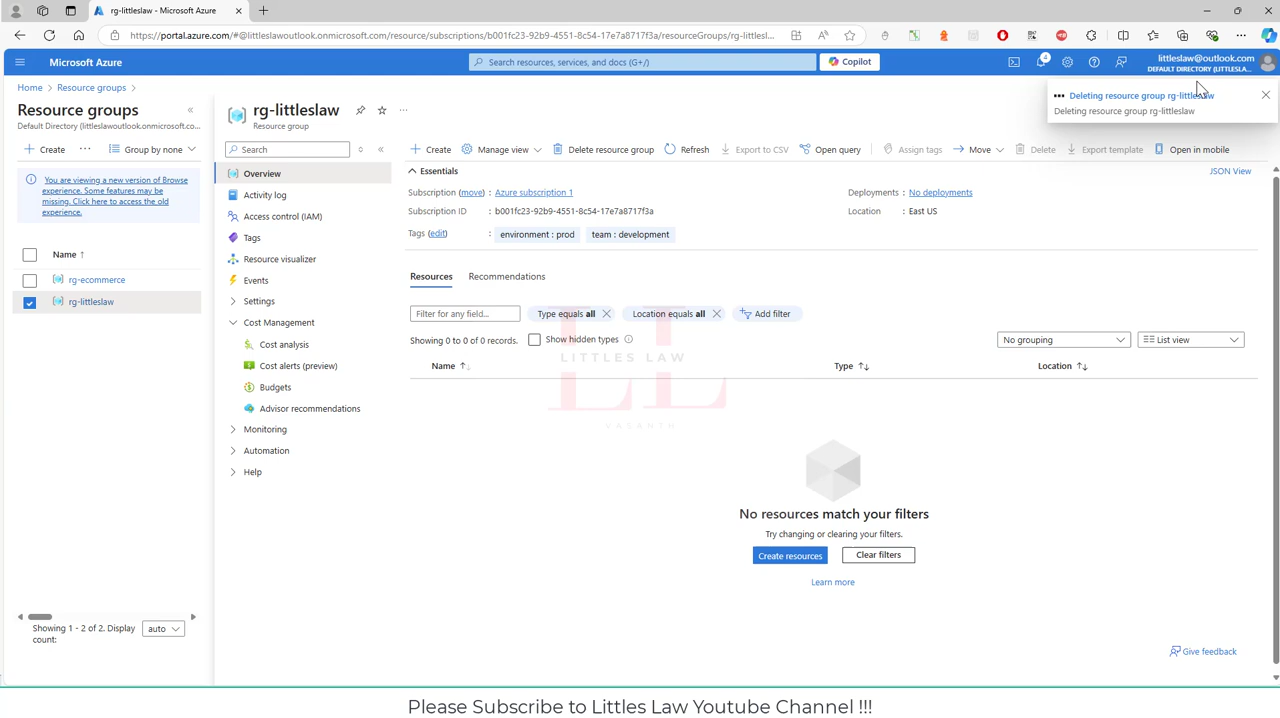 rg-littleslaw - Microsoft Azure
https://portal.azure.com/#@littleslawoutlook.onmicrosoft.com/resource/subscriptions/b001fc23-92b9-4551-8c54-17e7a8717f3a/resourceGroups/rg-littlesl...
Microsoft Azure
Search resources, services, and docs (G+/)
Copilot
4
littleslaw@outlook.com
DEFAULT DIRECTORY (LITTLESLA...
Home
Resource groups
Deleting resource group rg-littleslaw
Deleting resource group rg-littleslaw
Resource groups
Default Directory (littleslawoutlook.onmicrosoft.co...
Create
Group by none
You are viewing a new version of Browse
experience. Some features may be
missing. Click here to access the old
experience.
Name ↑
rg-ecommerce
rg-littleslaw
Showing 1 - 2 of 2. Display
count:
auto
rg-littleslaw
Resource group
Search
Overview
Activity log
Access control (IAM)
Tags
Resource visualizer
Events
Settings
Cost Management
Cost analysis
Cost alerts (preview)
Budgets
Advisor recommendations
Monitoring
Automation
Help
Create
Manage view
Delete resource group
Refresh
Export to CSV
Open query
Assign tags
Move
Delete
Export template
Open in mobile
Essentials
JSON View
Subscription (move) : Azure subscription 1
Subscription ID : b001fc23-92b9-4551-8c54-17e7a8717f3a
Tags (edit) : environment : prod team : development
Deployments : No deployments
Location : East US
Resources
Recommendations
Filter for any field...
Type equals all
Location equals all
Add filter
Showing 0 to 0 of 0 records.
Show hidden types
No grouping
List view
LITTLES LAW
VASANTH
Name ↑↓
Type ↑↓
Location ↑↓
No resources match your filters
Try changing or clearing your filters.
Create resources
Clear filters
Learn more
Give feedback
Please Subscribe to Littles Law Youtube Channel !!!